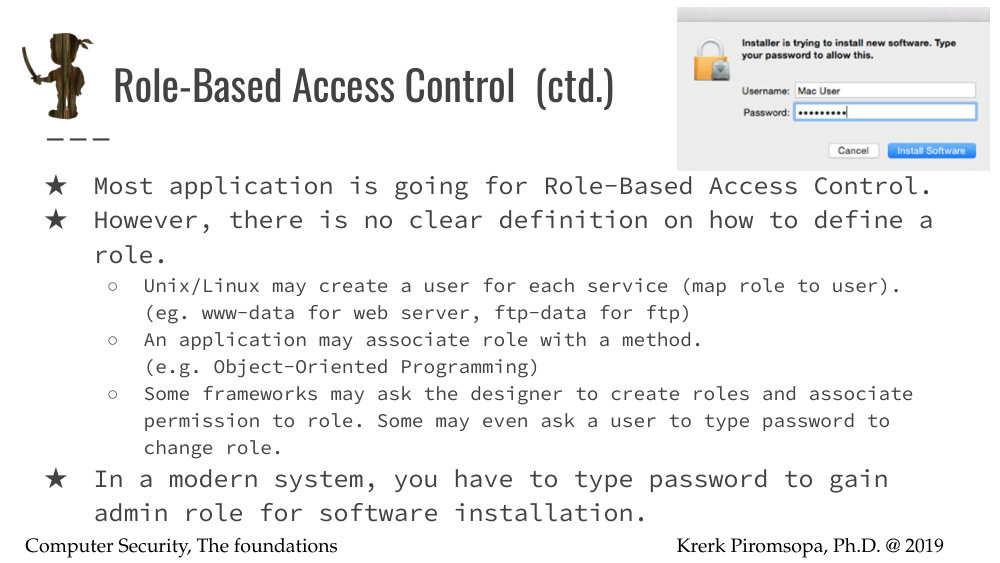 Installer is trying to install new software. Type
your password to allow this.
Username: Mac User
Password: •••••••••
Cancel Install Software
Role-Based Access Control (ctd.)
★ Most application is going for Role-Based Access Control.
★ However, there is no clear definition on how to define a
role.
○ Unix/Linux may create a user for each service (map role to user).
(eg. www-data for web server, ftp-data for ftp)
○ An application may associate role with a method.
(e.g. Object-Oriented Programming)
○ Some frameworks may ask the designer to create roles and associate
permission to role. Some may even ask a user to type password to
change role.
★ In a modern system, you have to type password to gain
admin role for software installation.
Computer Security, The foundations
Krerk Piromsopa, Ph.D. @ 2019